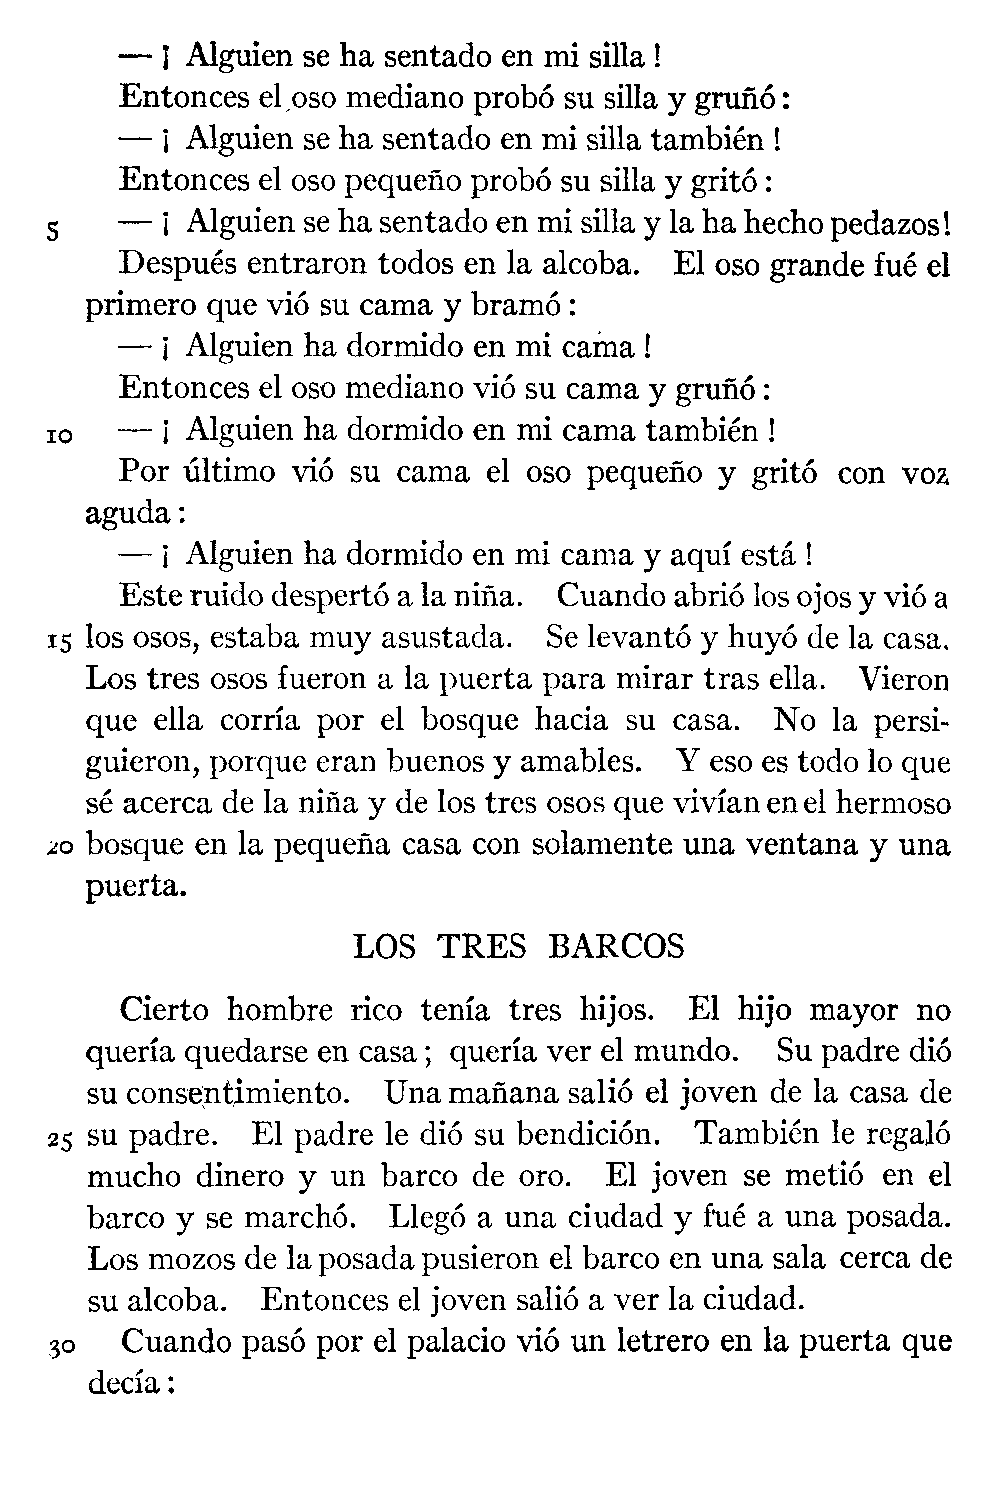 — ¡ Alguien se ha sentado en mi silla !
Entonces el oso mediano probó su silla y gruñó :
— ¡ Alguien se ha sentado en mi silla también !
Entonces el oso pequeño probó su silla y gritó :
5 — ¡ Alguien se ha sentado en mi silla y la ha hecho pedazos!
Después entraron todos en la alcoba. El oso grande fué el
primero que vió su cama y bramó :
— ¡ Alguien ha dormido en mi cama !
Entonces el oso mediano vió su cama y gruñó :
10 — ¡ Alguien ha dormido en mi cama también !
Por último vió su cama el oso pequeño y gritó con voz
aguda :
— ¡ Alguien ha dormido en mi cama y aquí está !
Este ruido despertó a la niña. Cuando abrió los ojos y vió a
15 los osos, estaba muy asustada. Se levantó y huyó de la casa.
Los tres osos fueron a la puerta para mirar tras ella. Vieron
que ella corría por el bosque hacia su casa. No la persi-
guieron, porque eran buenos y amables. Y eso es todo lo que
sé acerca de la niña y de los tres osos que vivían en el hermoso
20 bosque en la pequeña casa con solamente una ventana y una
puerta.
LOS TRES BARCOS
Cierto hombre rico tenía tres hijos. El hijo mayor no
quería quedarse en casa ; quería ver el mundo. Su padre dió
su consentimiento. Una mañana salió el joven de la casa de
25 su padre. El padre le dió su bendición. También le regaló
mucho dinero y un barco de oro. El joven se metió en el
barco y se marchó. Llegó a una ciudad y fué a una posada.
Los mozos de la posada pusieron el barco en una sala cerca de
su alcoba. Entonces el joven salió a ver la ciudad.
30 Cuando pasó por el palacio vió un letrero en la puerta que
decía :